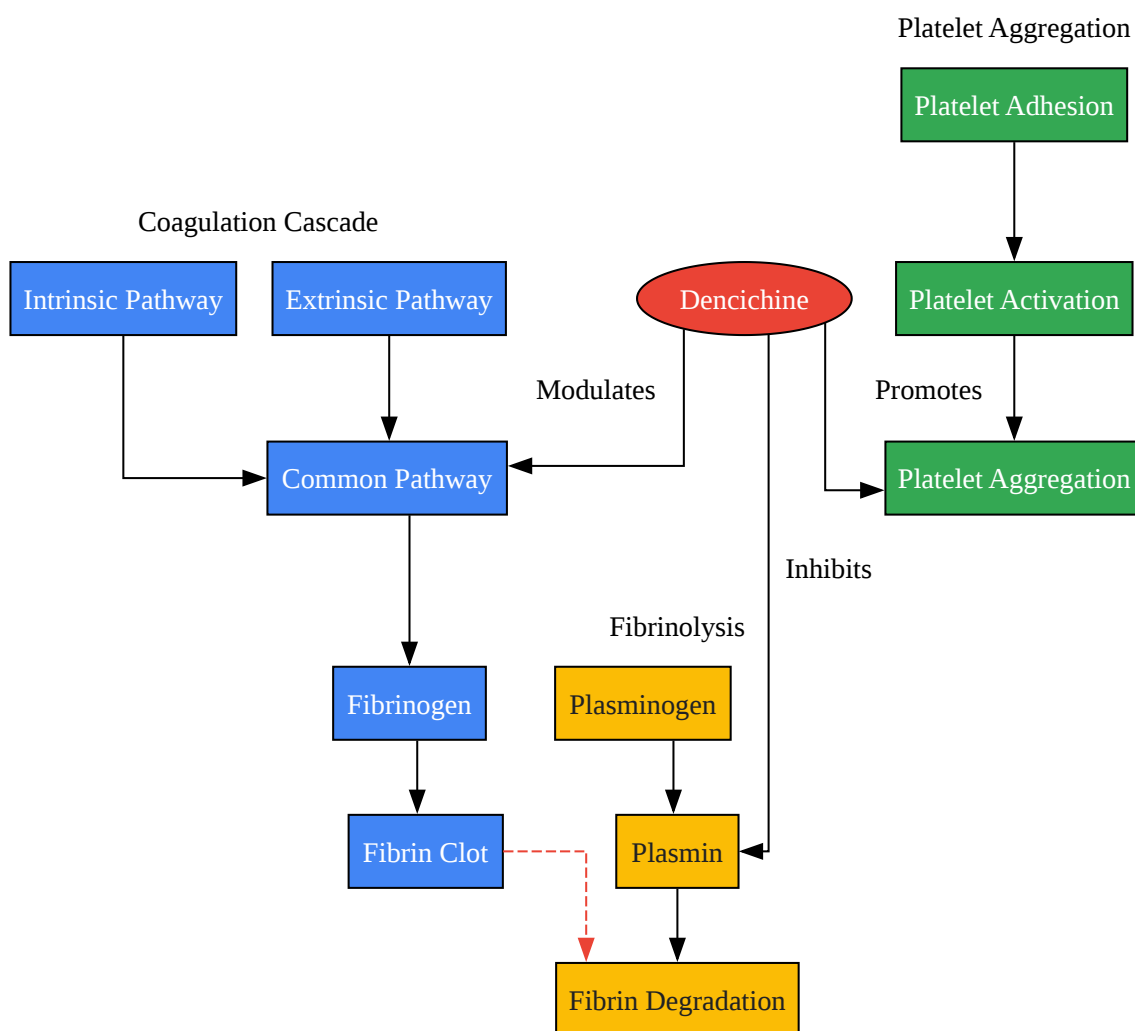 Platelet Aggregation
Platelet Adhesion
Coagulation Cascade
Intrinsic Pathway
Extrinsic Pathway
Dencichine
Platelet Activation
Modulates
Promotes
Common Pathway
Platelet Aggregation
Inhibits
Fibrinolysis
Fibrinogen
Plasminogen
Fibrin Clot
Plasmin
Fibrin Degradation